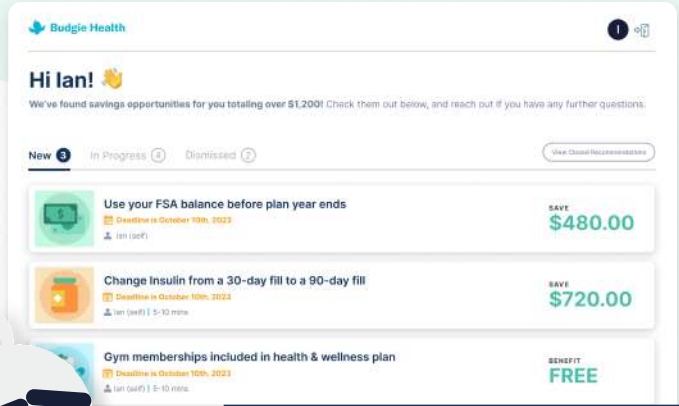 Budgie Health
I
Hi Ian! 👋
We've found savings opportunities for you totaling over $1,200! Check them out below, and reach out if you have any further questions.
New 3 In Progress 4 Dismissed 2 View Closed Recommendations
Use your FSA balance before plan year ends
Deadline is October 10th, 2023
Ian (self)
SAVE
$480.00
Change Insulin from a 30-day fill to a 90-day fill
Deadline is October 10th, 2023
Ian (self) | 5-10 mins
SAVE
$720.00
Gym memberships included in health & wellness plan
Deadline is October 10th, 2023
Ian (self) | 5-10 mins
BENEFIT
FREE